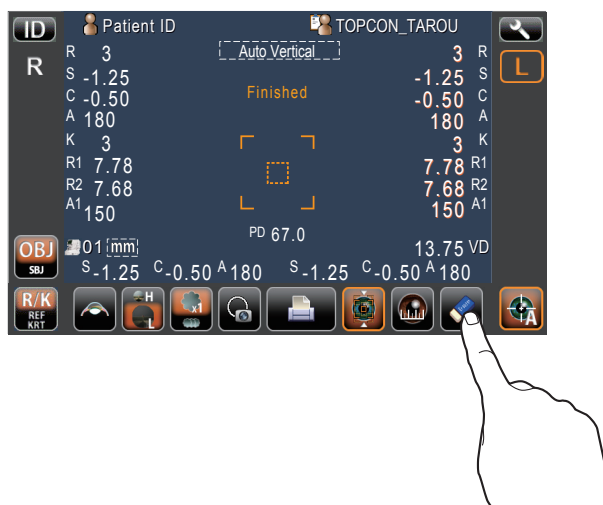 ID Patient ID TOPCON_TAROU
R R 3 Auto Vertical 3 R L
S -1.25 -1.25 S
C -0.50 Finished -0.50 C
A 180 180 A
K 3 3 K
R1 7.78 7.78 R1
R2 7.68 7.68 R2
A1 150 150 A1
PD 67.0
OBJ 01 mm 13.75 VD
SBJ S -1.25 C -0.50 A 180 S -1.25 C -0.50 A 180
R/K H x1 A
REF L
KRT